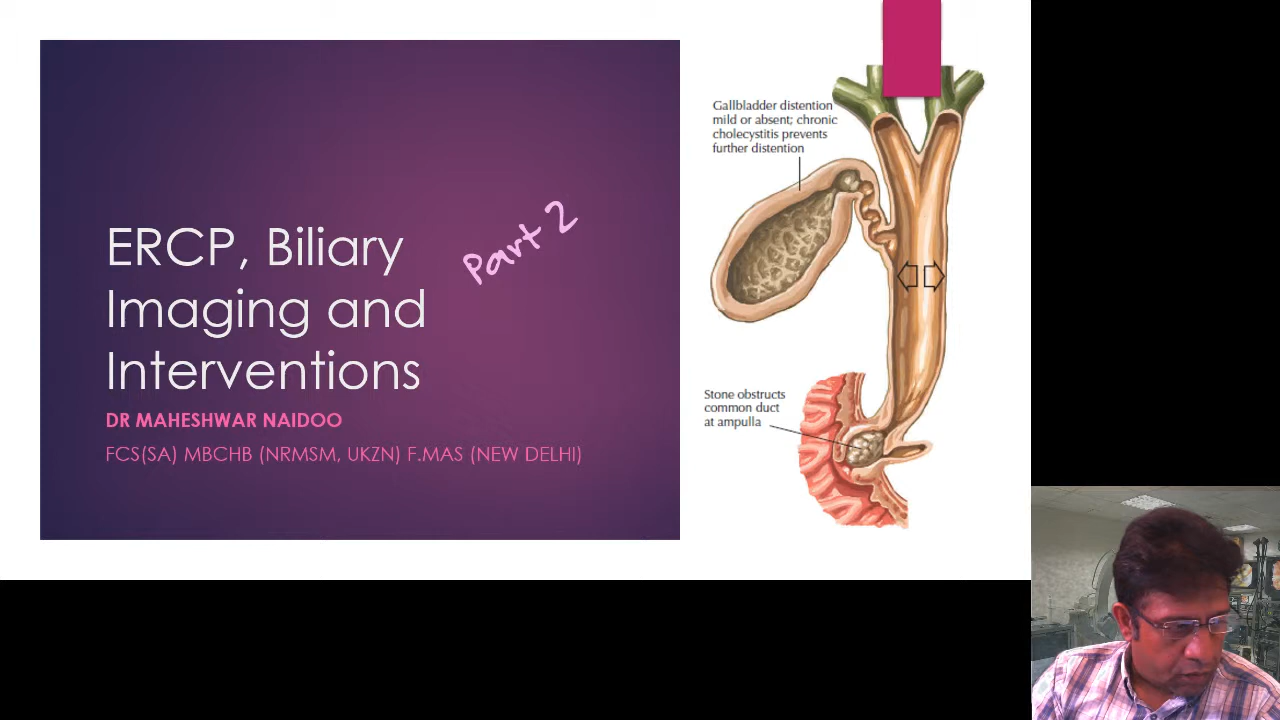 ERCP, Biliary
Imaging and
Interventions
Part 2
DR MAHESHWAR NAIDOO
FCS(SA) MBCHB (NRMSM, UKZN) F.MAS (NEW DELHI)
Gallbladder distention
mild or absent; chronic
cholecystitis prevents
further distention
Stone obstructs
common duct
at ampulla